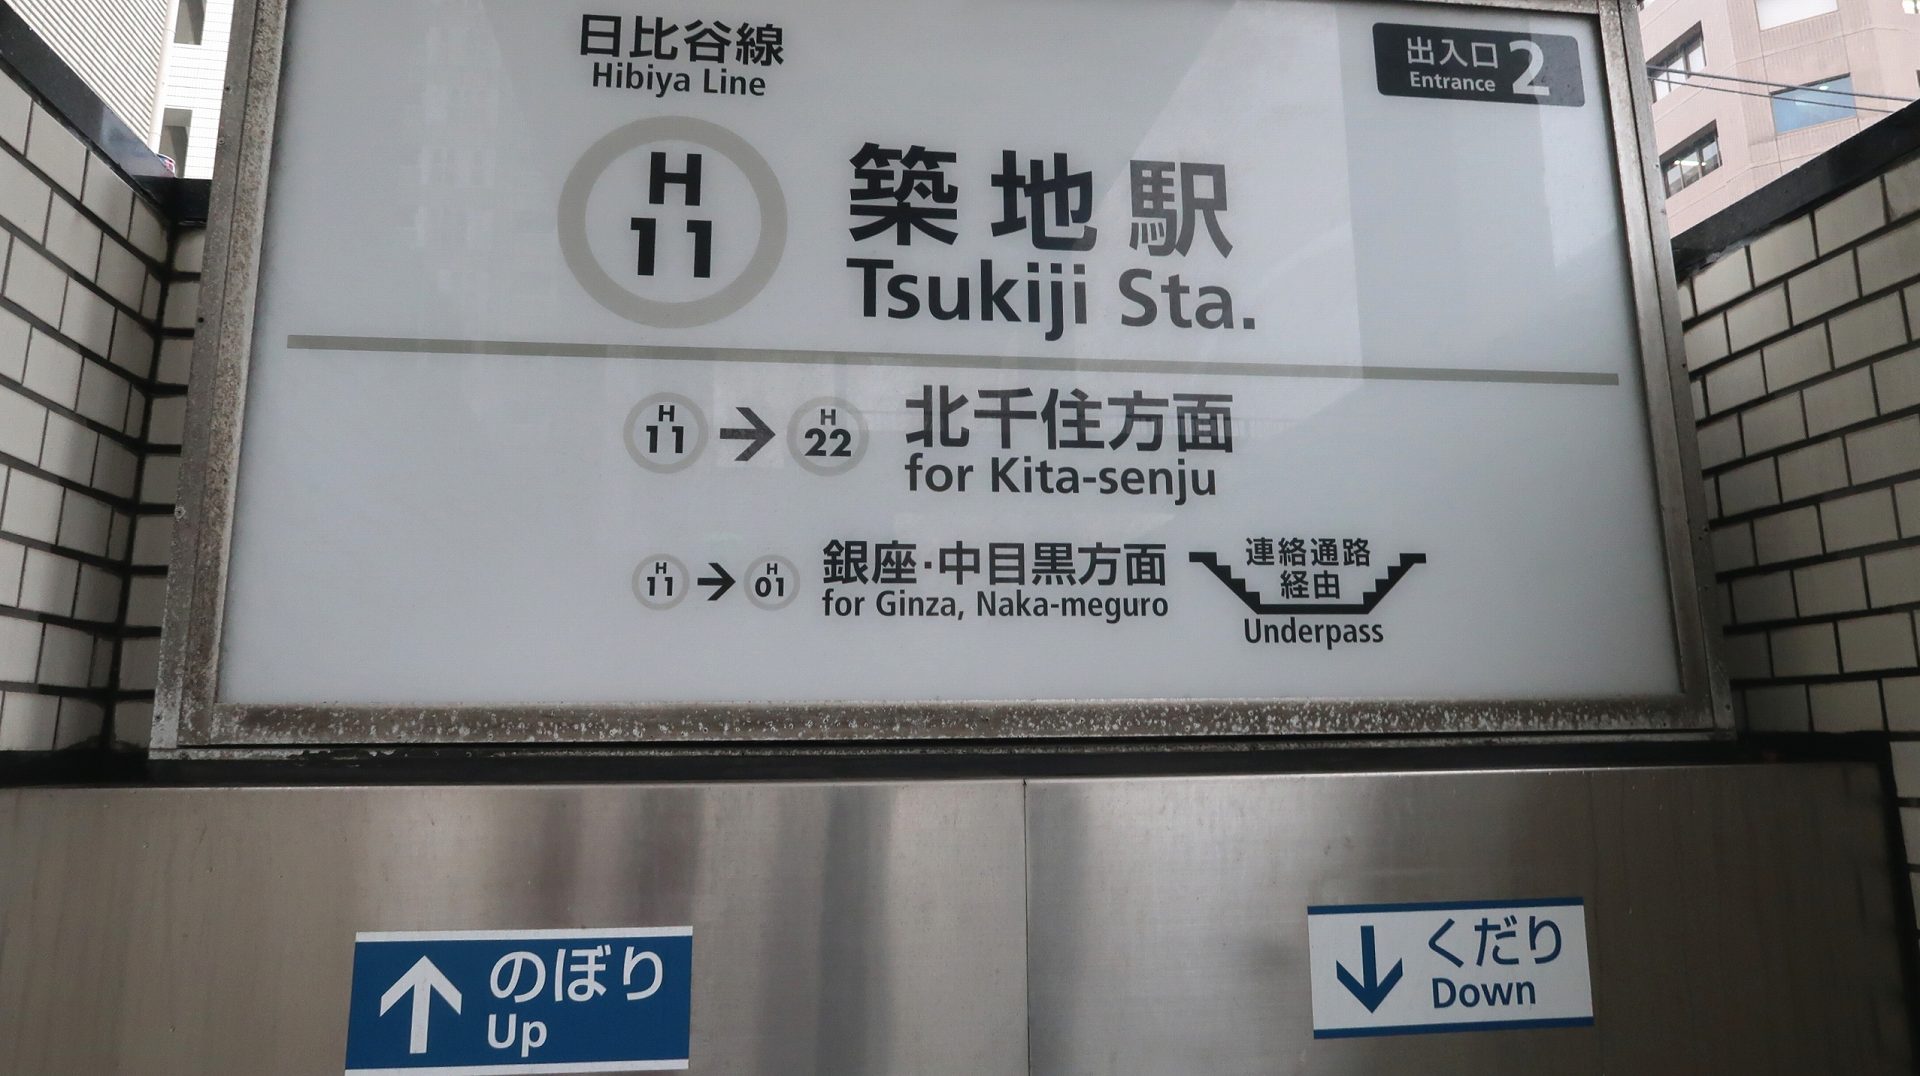 日比谷線
Hibiya Line
出入口 2
Entrance
H
11
築地駅
Tsukiji Sta.
H
11
→
H
22
北千住方面
for Kita-senju
H
11
→
H
01
銀座·中目黒方面
for Ginza, Naka-meguro
連絡通路
経由
Underpass
↑ のぼり
Up
↓ くだり
Down